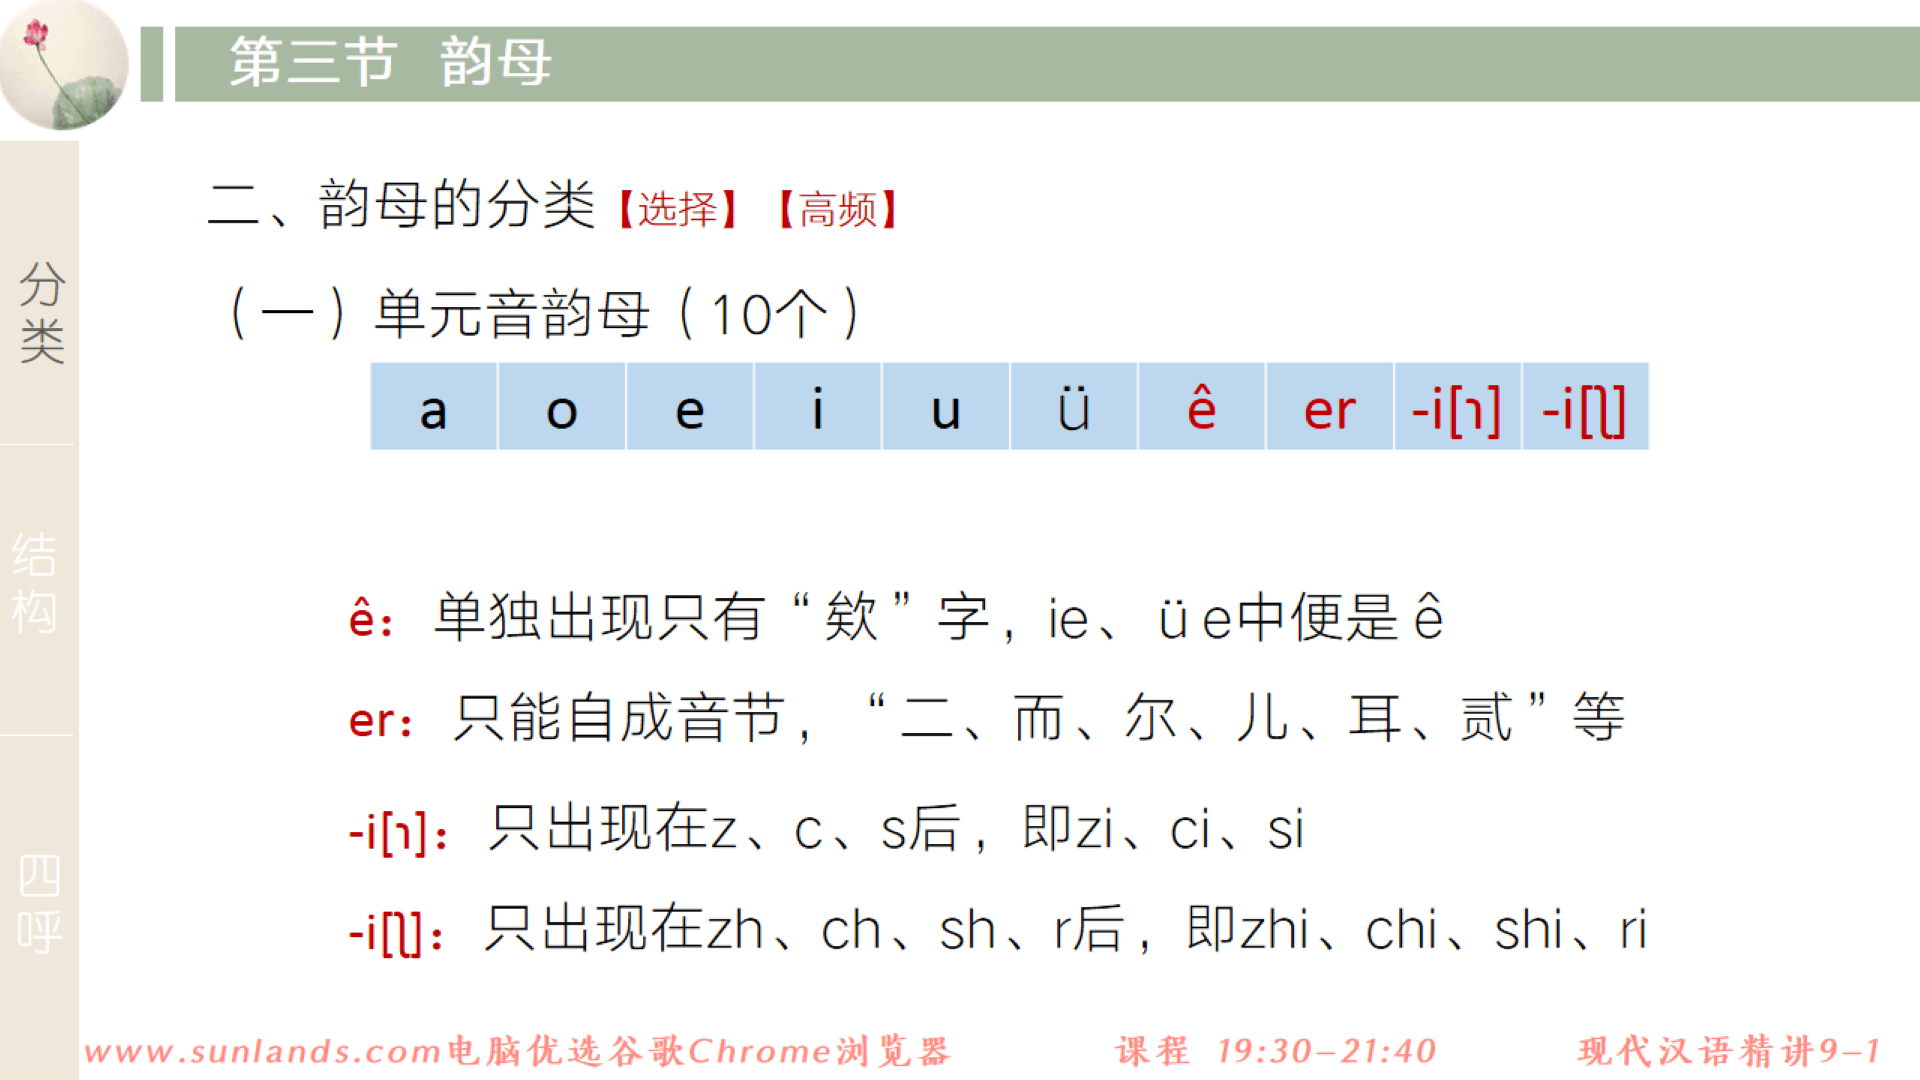 第三节 韵母
分类
结构
四呼
二、韵母的分类【选择】【高频】
（一）单元音韵母（10个）
a o e i u ü ê er -i[ɿ] -i[ʅ]
ê：单独出现只有“欸”字，ie、üe中便是ê
er：只能自成音节，“二、而、尔、儿、耳、贰”等
-i[ɿ]：只出现在z、c、s后，即zi、ci、si
-i[ʅ]：只出现在zh、ch、sh、r后，即zhi、chi、shi、ri
www.sunlands.com电脑优选谷歌Chrome浏览器 课程 19:30-21:40 现代汉语精讲9-1